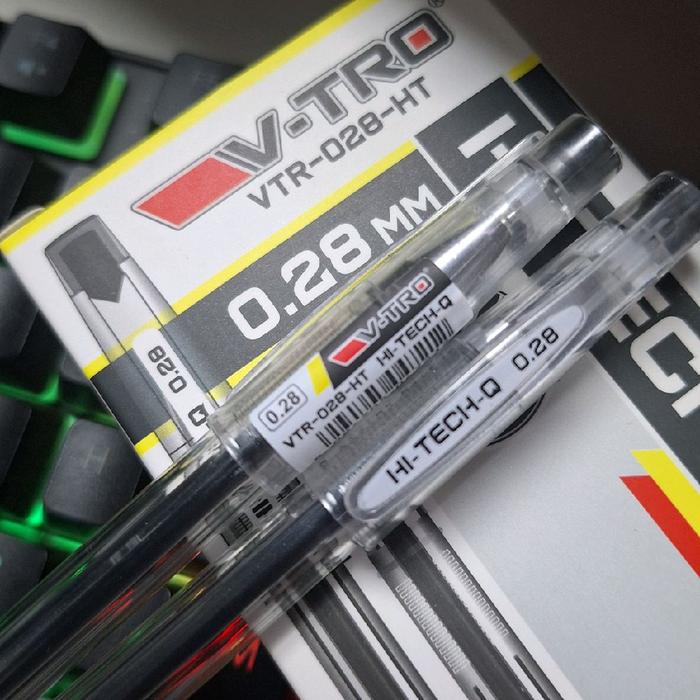 V-TRO®
VTR-028-HT
0.28 MM
0.28
Q
V-TRO
HI-TECH-Q
0.28
VTR-028-HT
HI-TECH-Q 0.28
H